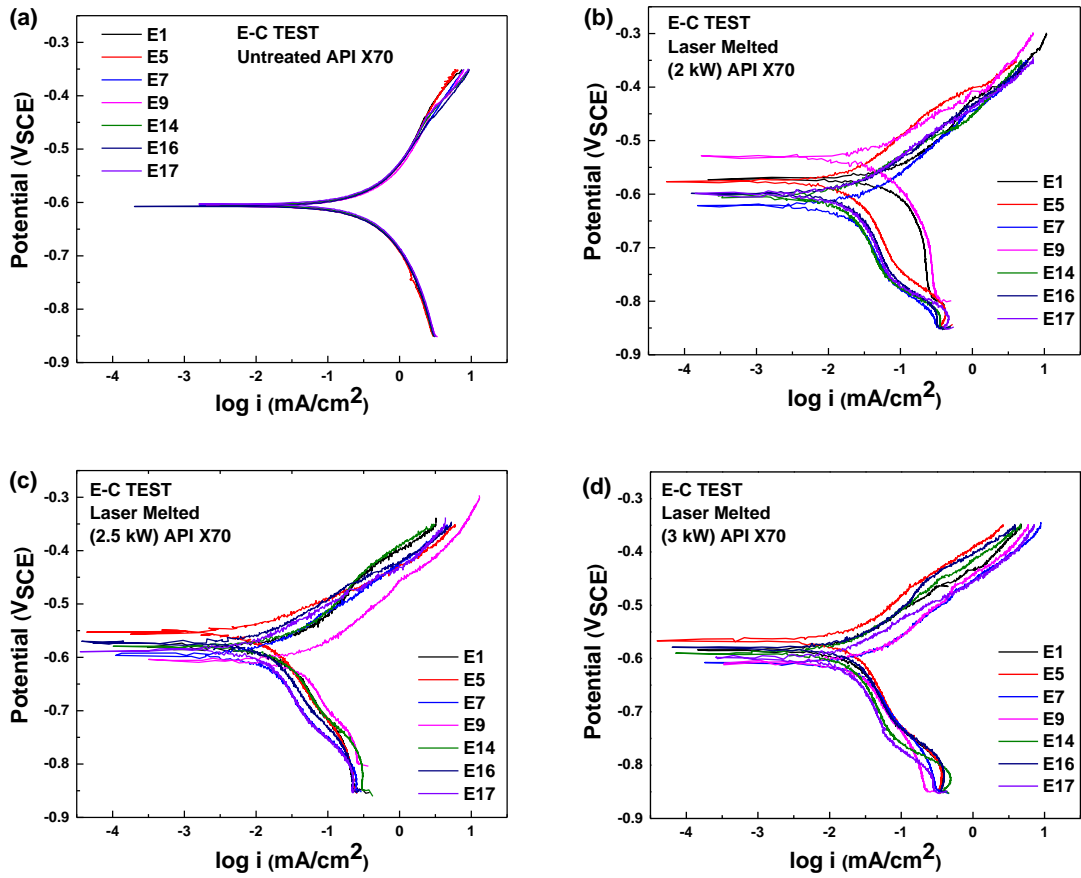 (a)
E-C TEST
Untreated API X70
E1
E5
E7
E9
E14
E16
E17
-0.3
-0.4
-0.5
-0.6
-0.7
-0.8
-0.9
Potential (VSCE)
-4 -3 -2 -1 0 1
log i (mA/cm2)
(b)
E-C TEST
Laser Melted
(2 kW) API X70
E1
E5
E7
E9
E14
E16
E17
-0.3
-0.4
-0.5
-0.6
-0.7
-0.8
-0.9
Potential (VSCE)
-4 -3 -2 -1 0 1
log i (mA/cm2)
(c)
E-C TEST
Laser Melted
(2.5 kW) API X70
E1
E5
E7
E9
E14
E16
E17
-0.3
-0.4
-0.5
-0.6
-0.7
-0.8
-0.9
Potential (VSCE)
-4 -3 -2 -1 0 1
log i (mA/cm2)
(d)
E-C TEST
Laser Melted
(3 kW) API X70
E1
E5
E7
E9
E14
E16
E17
-0.3
-0.4
-0.5
-0.6
-0.7
-0.8
-0.9
Potential (VSCE)
-4 -3 -2 -1 0 1
log i (mA/cm2)